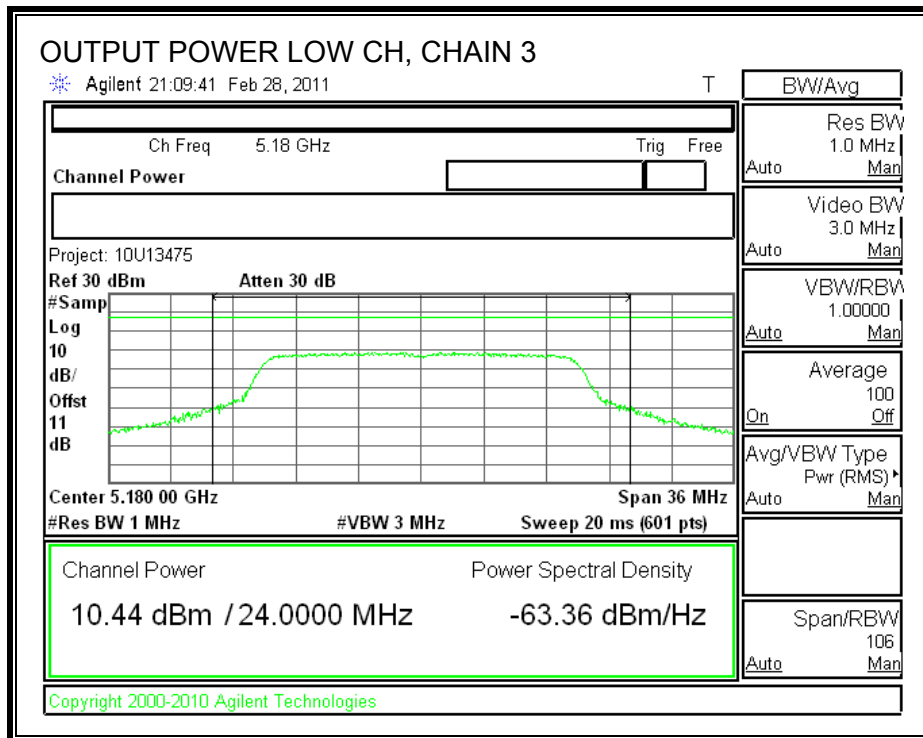 OUTPUT POWER LOW CH, CHAIN 3
Agilent 21:09:41 Feb 28, 2011 T
BW/Avg
Ch Freq 5.18 GHz Trig Free
Channel Power
Project: 10U13475
Ref 30 dBm Atten 30 dB
#Samp
Log
10
dB/
Offst
11
dB
Center 5.180 00 GHz Span 36 MHz
#Res BW 1 MHz #VBW 3 MHz Sweep 20 ms (601 pts)
Channel Power Power Spectral Density
10.44 dBm / 24.0000 MHz -63.36 dBm/Hz
Copyright 2000-2010 Agilent Technologies
Res BW
1.0 MHz
Auto Man
Video BW
3.0 MHz
Auto Man
VBW/RBW
1.00000
Auto Man
Average
100
On Off
Avg/VBW Type
Pwr (RMS)
Auto Man
Span/RBW
106
Auto Man